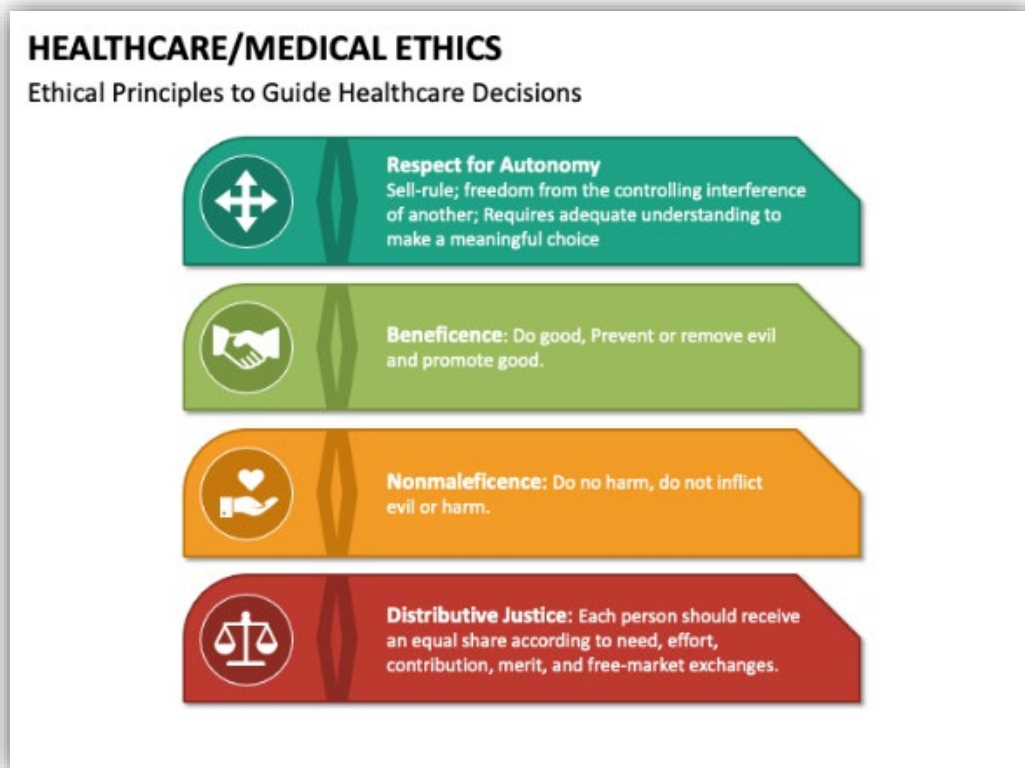 HEALTHCARE/MEDICAL ETHICS
Ethical Principles to Guide Healthcare Decisions
Respect for Autonomy
Sell-rule; freedom from the controlling interference
of another; Requires adequate understanding to
make a meaningful choice
Beneficence: Do good, Prevent or remove evil
and promote good.
Nonmaleficence: Do no harm, do not inflict
evil or harm.
Distributive Justice: Each person should receive
an equal share according to need, effort,
contribution, merit, and free-market exchanges.